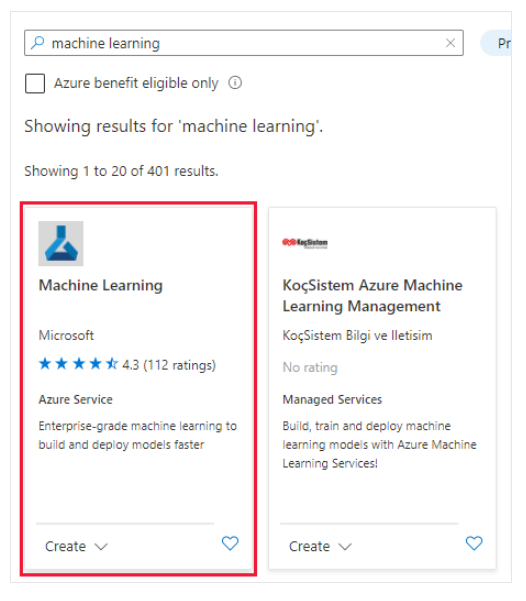 machine learning
Pr
Azure benefit eligible only
Showing results for 'machine learning'.
Showing 1 to 20 of 401 results.
Machine Learning
Microsoft
4.3 (112 ratings)
Azure Service
Enterprise-grade machine learning to
build and deploy models faster
Create
KoçSistem
KoçSistem Azure Machine
Learning Management
KoçSistem Bilgi ve Iletisim
No rating
Managed Services
Build, train and deploy machine
learning models with Azure Machine
Learning Services!
Create